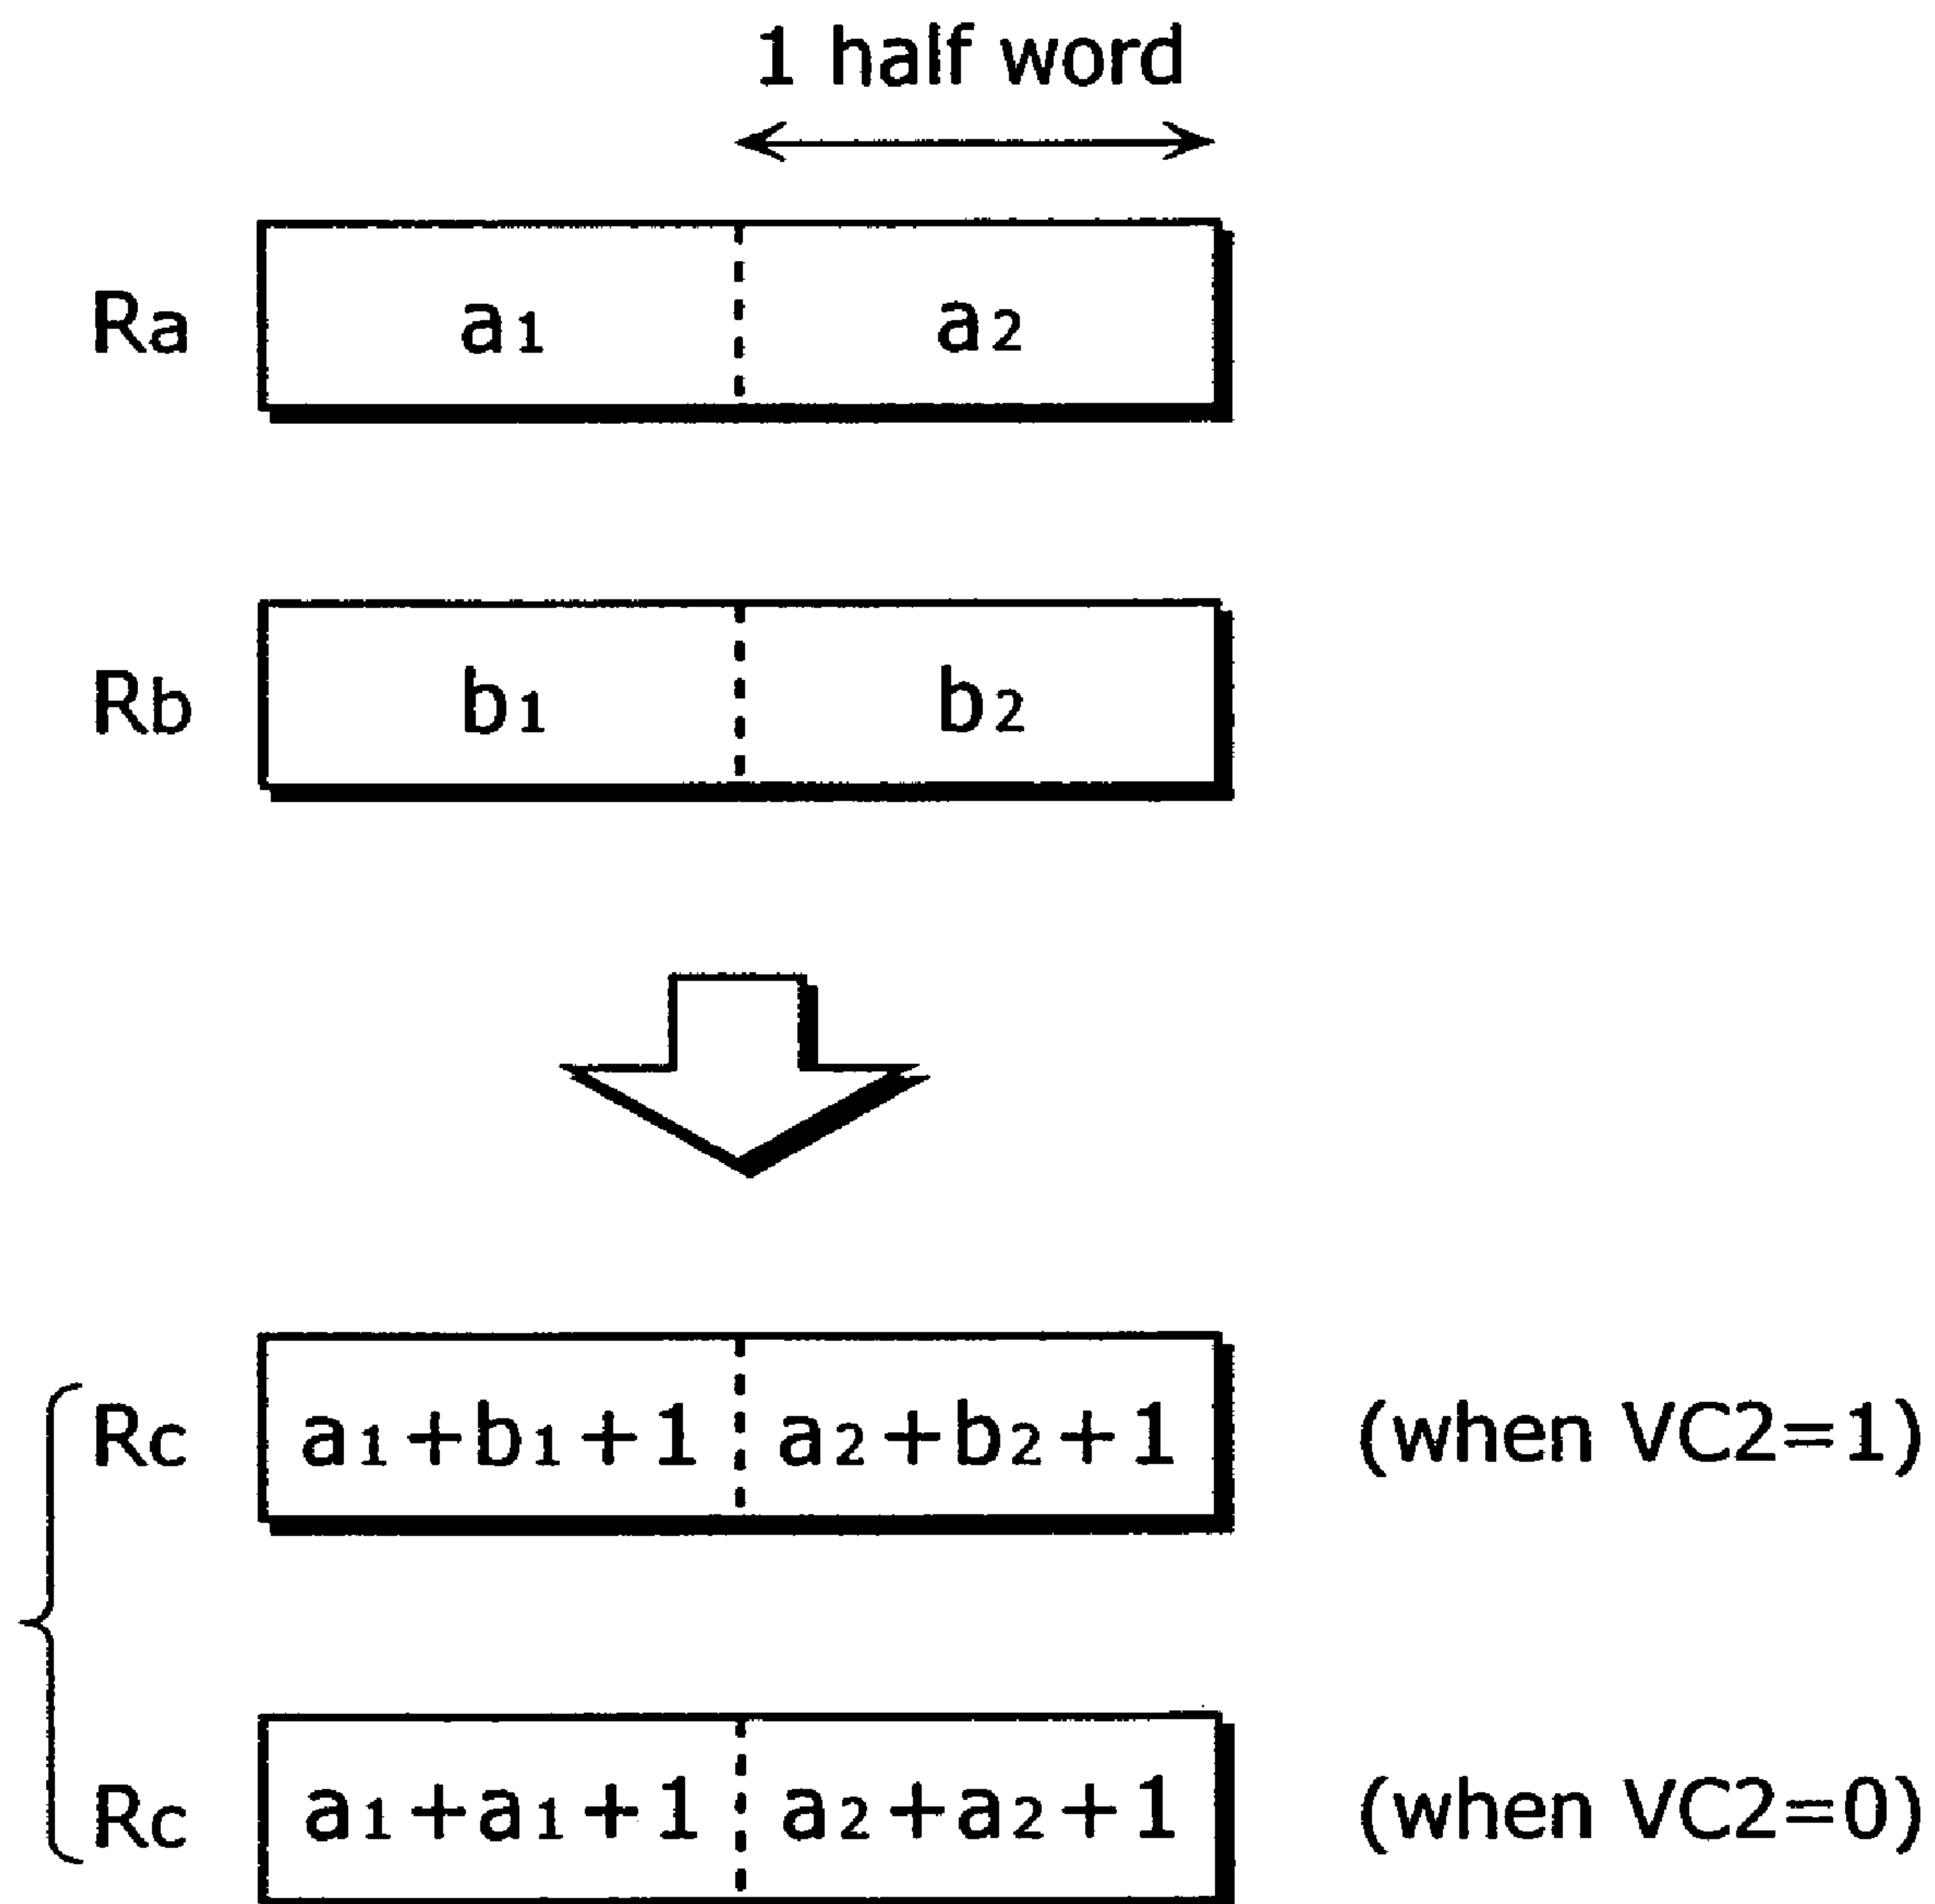 1 half word
Ra a1 a2
Rb b1 b2
Rc a1+b1+1 a2+b2+1 (when VC2=1)
Rc a1+a1+1 a2+a2+1 (when VC2=0)